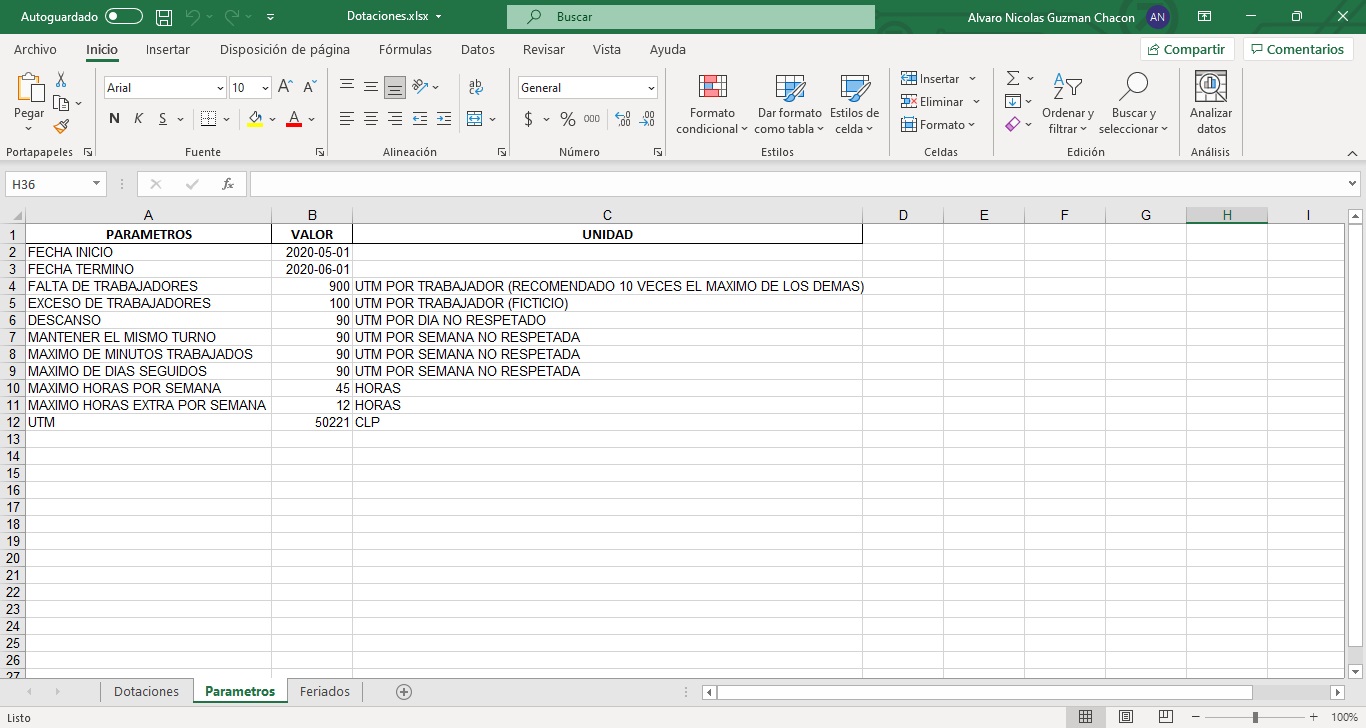 Autoguardado Dotaciones.xlsx Buscar Alvaro Nicolas Guzman Chacon AN
Archivo Inicio Insertar Disposición de página Fórmulas Datos Revisar Vista Ayuda Compartir Comentarios
Pegar
Portapapeles
Arial 10 A A
N K S A
Fuente
ab
Alineación
General
$ % 000
Número
Formato condicional
Dar formato como tabla
Estilos de celda
Estilos
Insertar
Eliminar
Formato
Celdas
Ordenar y filtrar
Buscar y seleccionar
Edición
Analizar datos
Análisis
H36 fx
A B C D E F G H I
1 PARAMETROS VALOR UNIDAD
2 FECHA INICIO 2020-05-01
3 FECHA TERMINO 2020-06-01
4 FALTA DE TRABAJADORES 900 UTM POR TRABAJADOR (RECOMENDADO 10 VECES EL MAXIMO DE LOS DEMAS)
5 EXCESO DE TRABAJADORES 100 UTM POR TRABAJADOR (FICTICIO)
6 DESCANSO 90 UTM POR DIA NO RESPETADO
7 MANTENER EL MISMO TURNO 90 UTM POR SEMANA NO RESPETADA
8 MAXIMO DE MINUTOS TRABAJADOS 90 UTM POR SEMANA NO RESPETADA
9 MAXIMO DE DIAS SEGUIDOS 90 UTM POR SEMANA NO RESPETADA
10 MAXIMO HORAS POR SEMANA 45 HORAS
11 MAXIMO HORAS EXTRA POR SEMANA 12 HORAS
12 UTM 50221 CLP
13
14
15
16
17
18
19
20
21
22
23
24
25
26
27
Dotaciones Parametros Feriados
Listo 100%